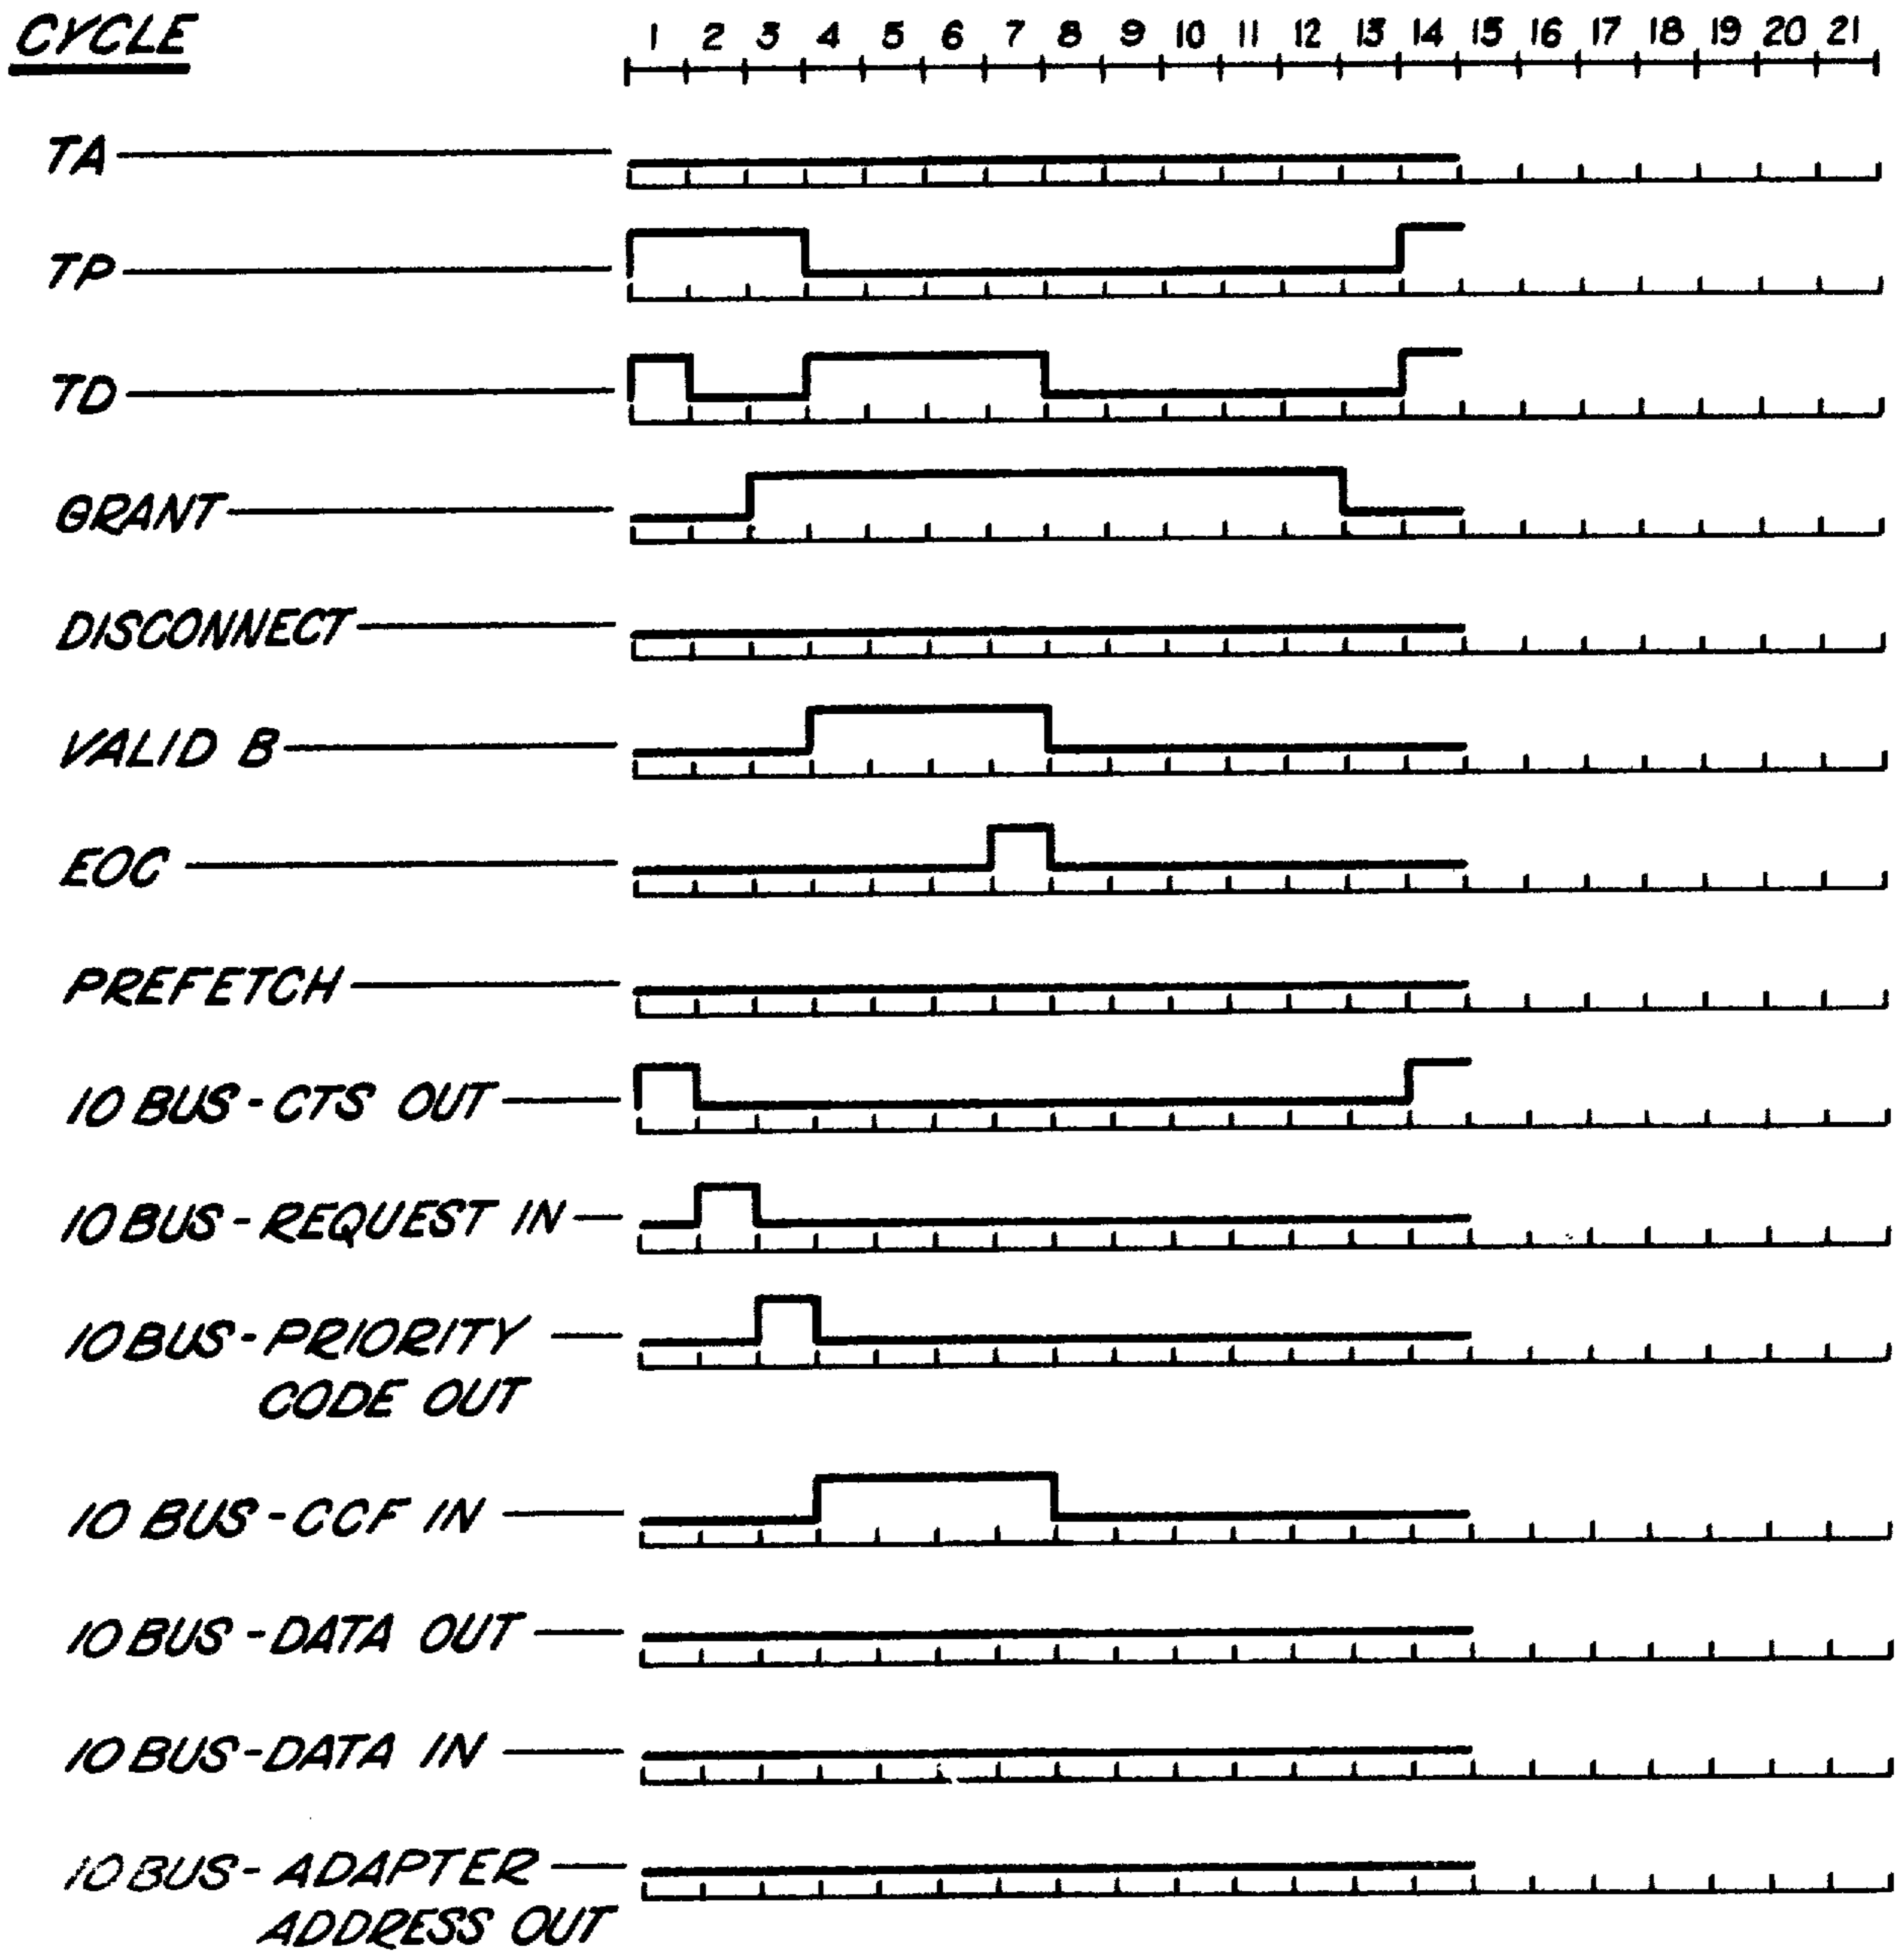 CYCLE 1 2 3 4 5 6 7 8 9 10 11 12 13 14 15 16 17 18 19 20 21
TA
TP
TD
GRANT
DISCONNECT
VALID B
EOC
PREFETCH
IO BUS-CTS OUT
IO BUS-REQUEST IN
IO BUS-PRIORITY
CODE OUT
IO BUS-CCF IN
IO BUS-DATA OUT
IO BUS-DATA IN
IO BUS-ADAPTER
ADDRESS OUT